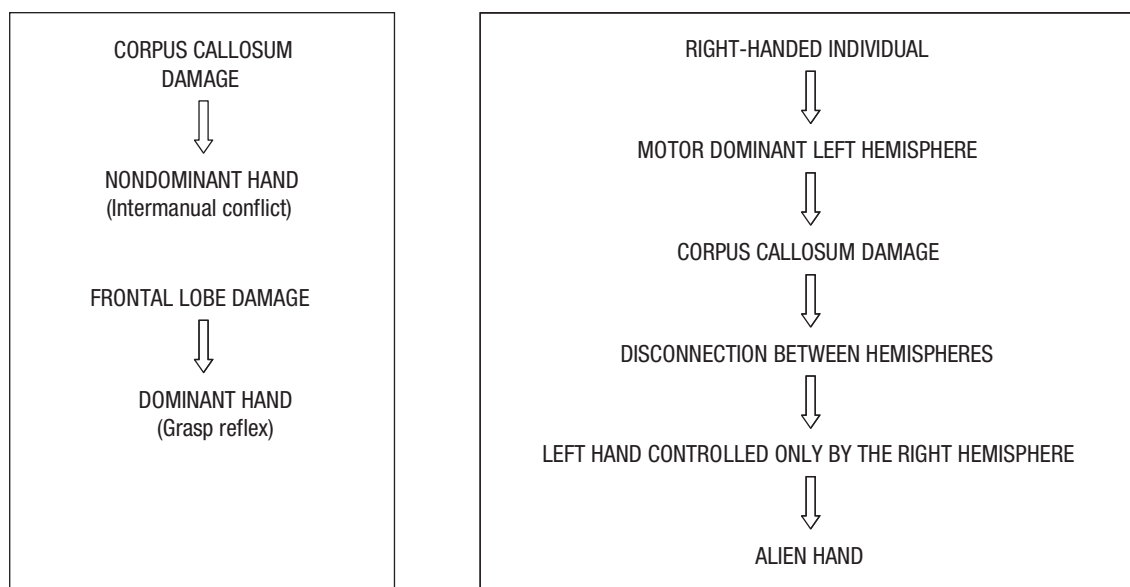 CORPUS CALLOSUM
DAMAGE
NONDOMINANT HAND
(Intermanual conflict)
FRONTAL LOBE DAMAGE
DOMINANT HAND
(Grasp reflex)
RIGHT-HANDED INDIVIDUAL
MOTOR DOMINANT LEFT HEMISPHERE
CORPUS CALLOSUM DAMAGE
DISCONNECTION BETWEEN HEMISPHERES
LEFT HAND CONTROLLED ONLY BY THE RIGHT HEMISPHERE
ALIEN HAND